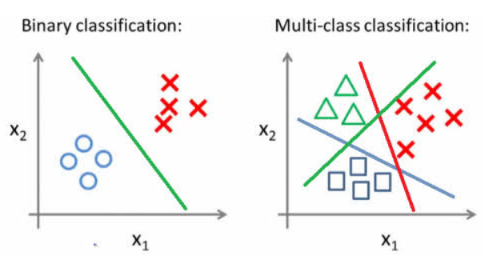 Binary classification:
Multi-class classification:
x2
x1
x2
x1